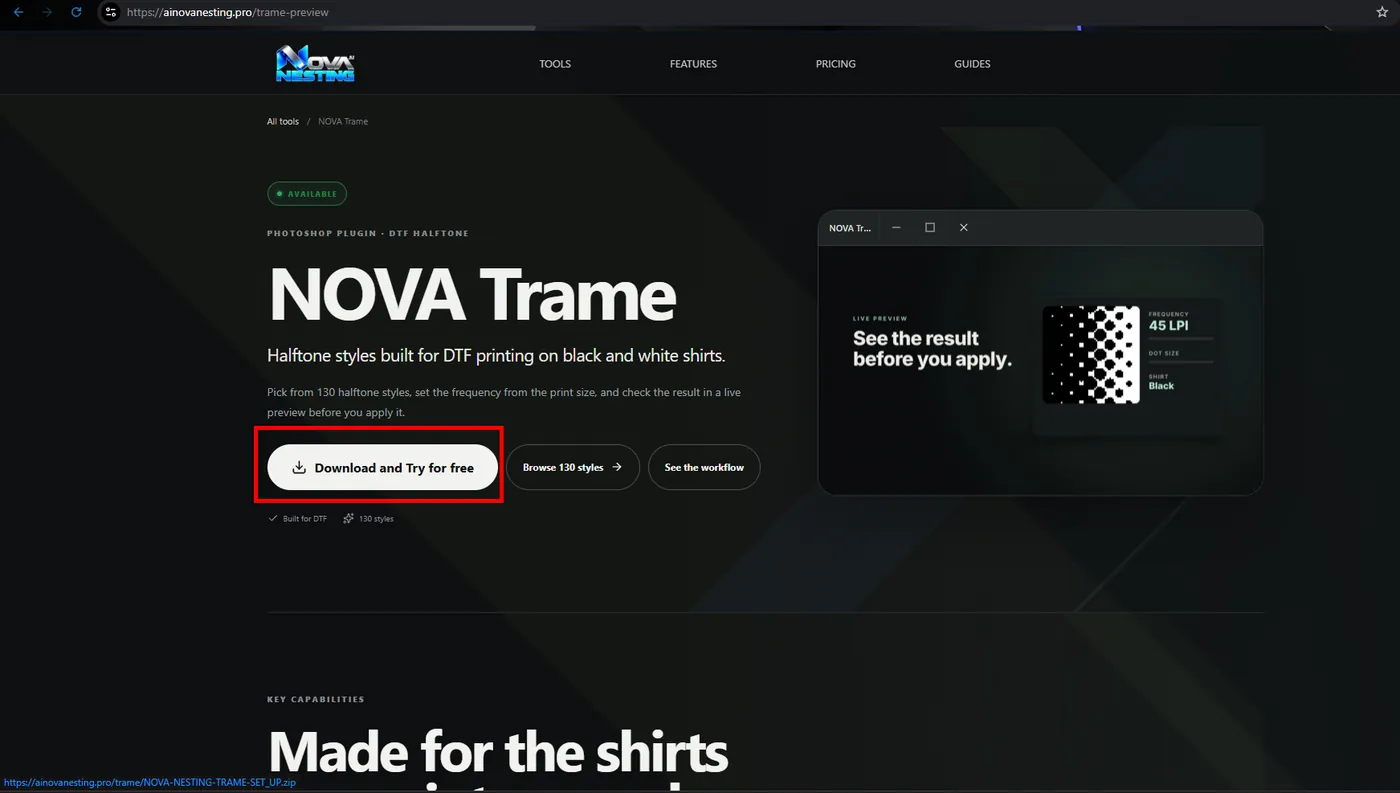 https://ainovanesting.pro/trame-preview
NOVA AI
NESTING
TOOLS
FEATURES
PRICING
GUIDES
All tools / NOVA Trame
AVAILABLE
PHOTOSHOP PLUGIN · DTF HALFTONE
NOVA Trame
Halftone styles built for DTF printing on black and white shirts.
Pick from 130 halftone styles, set the frequency from the print size, and check the result in a live
preview before you apply it.
Download and Try for free
Browse 130 styles →
See the workflow
Built for DTF
130 styles
NOVA Tr...
LIVE PREVIEW
See the result
before you apply.
FREQUENCY
45 LPI
DOT SIZE
SHIRT
Black
KEY CAPABILITIES
Made for the shirts
https://ainovanesting.pro/trame/NOVA-NESTING-TRAME-SET_UP.zip